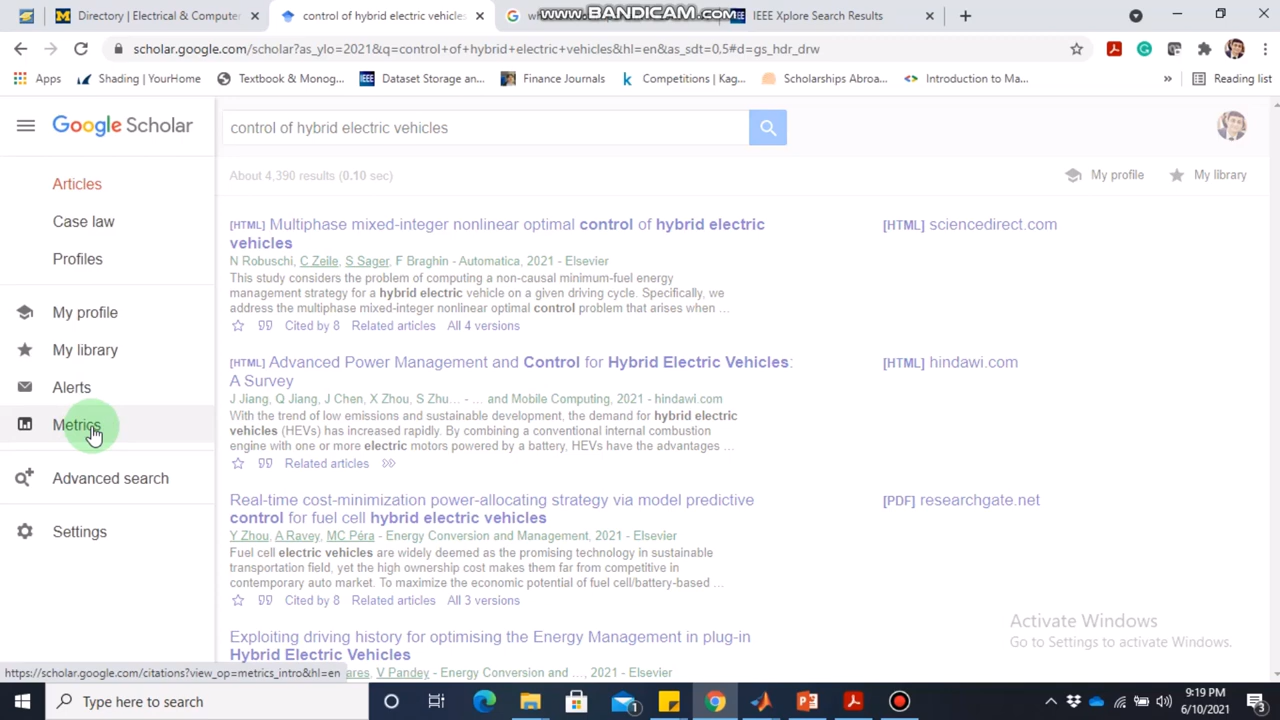 www.BANDICAM.com
Directory | Electrical & Computer
control of hybrid electric vehicles
IEEE Xplore Search Results
scholar.google.com/scholar?as_ylo=2021&q=control+of+hybrid+electric+vehicles&hl=en&as_sdt=0,5#d=gs_hdr_drw
Apps
Shading | YourHome
Textbook & Monog...
Dataset Storage an...
Finance Journals
Competitions | Kag...
Scholarships Abroa...
Introduction to Ma...
»
Reading list
Google Scholar
control of hybrid electric vehicles
About 4,390 results (0.10 sec)
My profile
My library
Articles
Case law
Profiles
My profile
My library
Alerts
Metrics
Advanced search
Settings
[HTML] Multiphase mixed-integer nonlinear optimal control of hybrid electric
vehicles
N Robuschi, C Zeile, S Sager, F Braghin - Automatica, 2021 - Elsevier
This study considers the problem of computing a non-causal minimum-fuel energy
management strategy for a hybrid electric vehicle on a given driving cycle. Specifically, we
address the multiphase mixed-integer nonlinear optimal control problem that arises when ...
Cited by 8 Related articles All 4 versions
[HTML] sciencedirect.com
[HTML] Advanced Power Management and Control for Hybrid Electric Vehicles:
A Survey
J Jiang, Q Jiang, J Chen, X Zhou, S Zhu... - ... and Mobile Computing, 2021 - hindawi.com
With the trend of low emissions and sustainable development, the demand for hybrid electric
vehicles (HEVs) has increased rapidly. By combining a conventional internal combustion
engine with one or more electric motors powered by a battery, HEVs have the advantages ...
Related articles
[HTML] hindawi.com
Real-time cost-minimization power-allocating strategy via model predictive
control for fuel cell hybrid electric vehicles
Y Zhou, A Ravey, MC Péra - Energy Conversion and Management, 2021 - Elsevier
Fuel cell electric vehicles are widely deemed as the promising technology in sustainable
transportation field, yet the high ownership cost makes them far from competitive in
contemporary auto market. To maximize the economic potential of fuel cell/battery-based ...
Cited by 8 Related articles All 3 versions
[PDF] researchgate.net
Exploiting driving history for optimising the Energy Management in plug-in
Hybrid Electric Vehicles
V Pandey - Energy Conversion and ..., 2021 - Elsevier
Activate Windows
Go to Settings to activate Windows.
https://scholar.google.com/citations?view_op=metrics_intro&hl=en
Type here to search
1
9:19 PM
6/10/2021
3